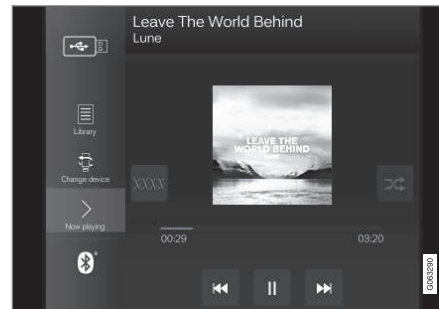 Leave The World Behind
Lune
Library
LEAVE THE
WORLD BEHIND
Change device
XXXX
Now playing
00:29
03:20
G063290